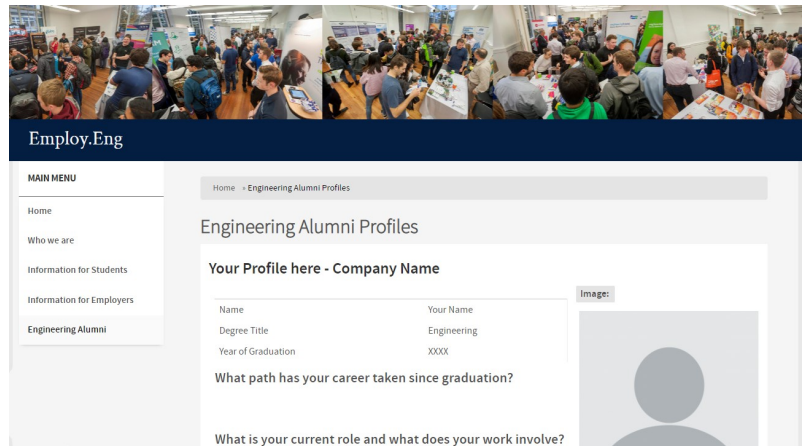 Employ.Eng
MAIN MENU
Home
Who we are
Information for Students
Information for Employers
Engineering Alumni
Home » Engineering Alumni Profiles
Engineering Alumni Profiles
Your Profile here - Company Name
Image:
Name Your Name
Degree Title Engineering
Year of Graduation XXXX
What path has your career taken since graduation?
What is your current role and what does your work involve?